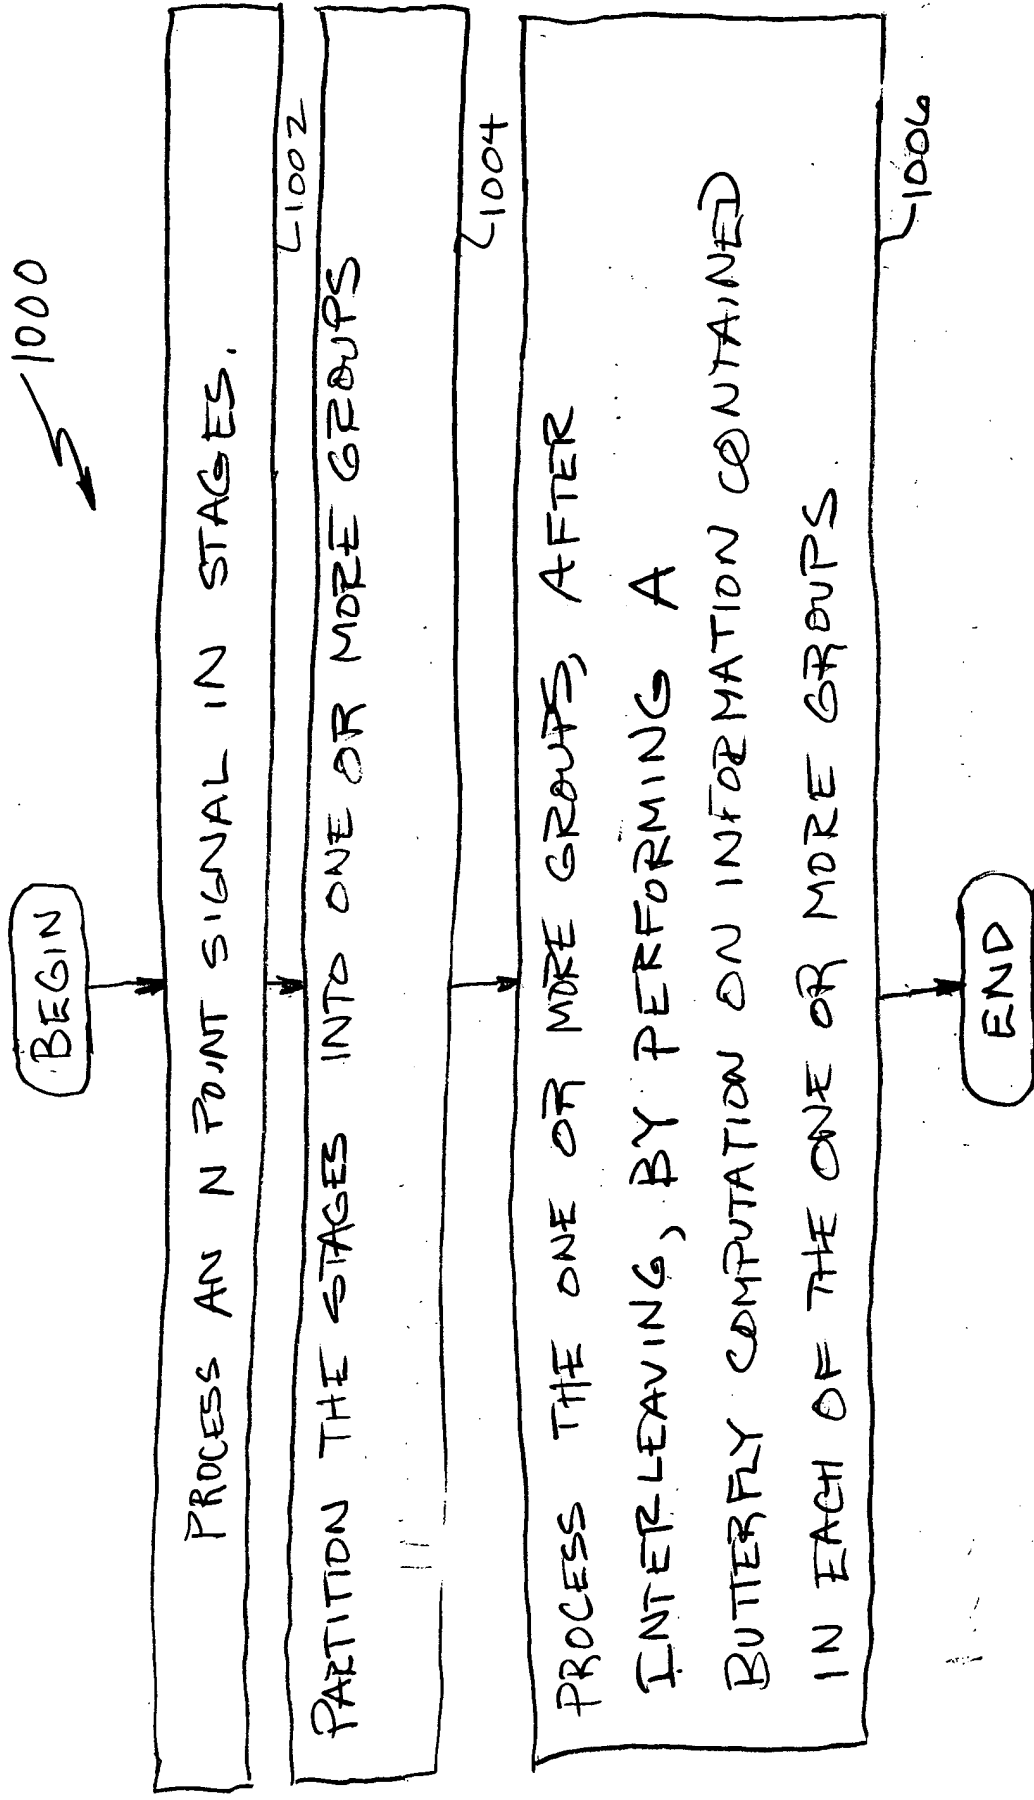 1000
BEGIN
PROCESS AN N POINT SIGNAL IN STAGES.
1002
PARTITION THE STAGES INTO ONE OR MORE GROUPS
1004
PROCESS THE ONE OR MORE GROUPS, AFTER
INTERLEAVING, BY PERFORMING A
BUTTERFLY COMPUTATION ON INFORMATION CONTAINED
IN EACH OF THE ONE OR MORE GROUPS.
1006
END